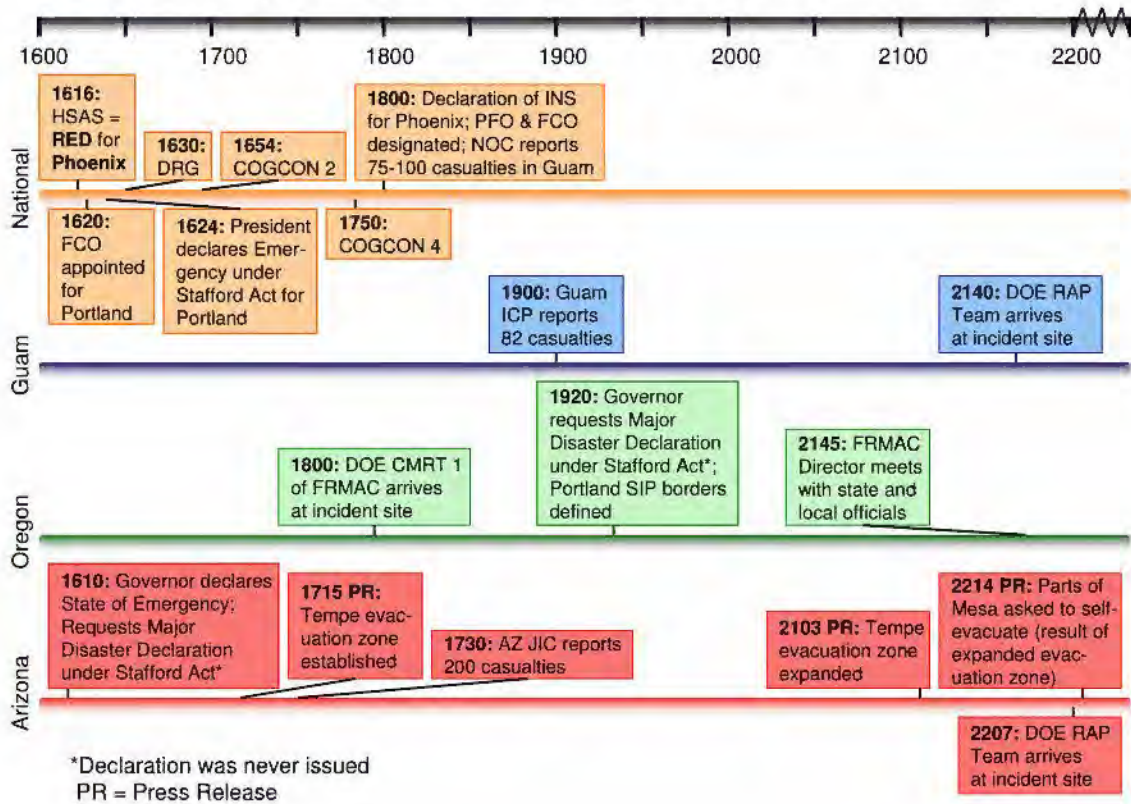 1600 1700 1800 1900 2000 2100 2200
National
1616:
HSAS =
RED for
Phoenix
1630:
DRG
1654:
COGCON 2
1800: Declaration of INS
for Phoenix; PFO & FCO
designated; NOC reports
75-100 casualties in Guam
1620:
FCO
appointed
for
Portland
1624: President
declares Emer-
gency under
Stafford Act for
Portland
1750:
COGCON 4
Guam
1900: Guam
ICP reports
82 casualties
2140: DOE RAP
Team arrives
at incident site
Oregon
1800: DOE CMRT 1
of FRMAC arrives
at incident site
1920: Governor
requests Major
Disaster Declaration
under Stafford Act*;
Portland SIP borders
defined
2145: FRMAC
Director meets
with state and
local officials
Arizona
1610: Governor declares
State of Emergency;
Requests Major
Disaster Declaration
under Stafford Act*
1715 PR:
Tempe evac-
uation zone
established
1730: AZ JIC reports
200 casualties
2103 PR: Tempe
evacuation zone
expanded
2214 PR: Parts of
Mesa asked to self-
evacuate (result of
expanded evac-
uation zone)
2207: DOE RAP
Team arrives
at incident site
*Declaration was never issued
PR = Press Release